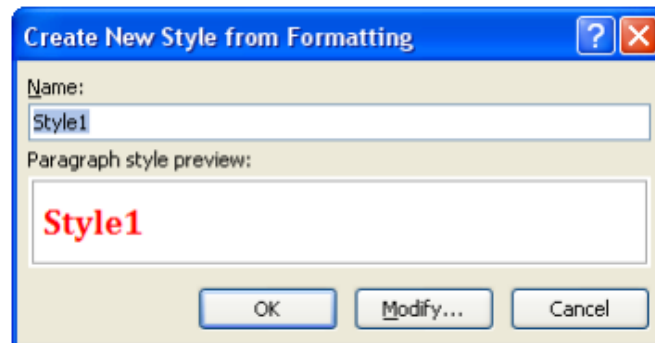 Create New Style from Formatting ?
Name:
Style1
Paragraph style preview:
Style1
OK Modify... Cancel